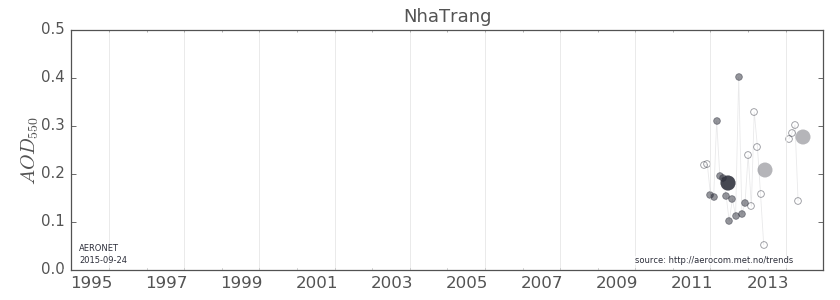 NhaTrang
0.5
0.4
0.3
0.2
0.1
0.0
AOD550
AERONET
2015-09-24
source: http://aerocom.met.no/trends
1995 1997 1999 2001 2003 2005 2007 2009 2011 2013